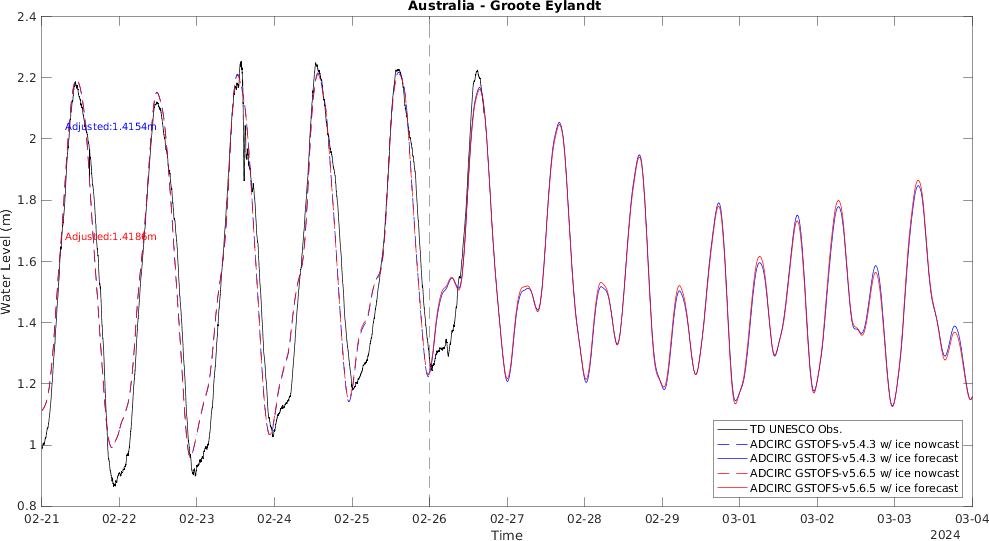 Australia - Groote Eylandt
2.4
2.2
2
1.8
1.6
1.4
1.2
1
0.8
Water Level (m)
Adjusted:1.4154m
Adjusted:1.4186m
TD UNESCO Obs.
ADCIRC GSTOFS-v5.4.3 w/ ice nowcast
ADCIRC GSTOFS-v5.4.3 w/ ice forecast
ADCIRC GSTOFS-v5.6.5 w/ ice nowcast
ADCIRC GSTOFS-v5.6.5 w/ ice forecast
02-21 02-22 02-23 02-24 02-25 02-26 02-27 02-28 02-29 03-01 03-02 03-03 03-04
Time
2024